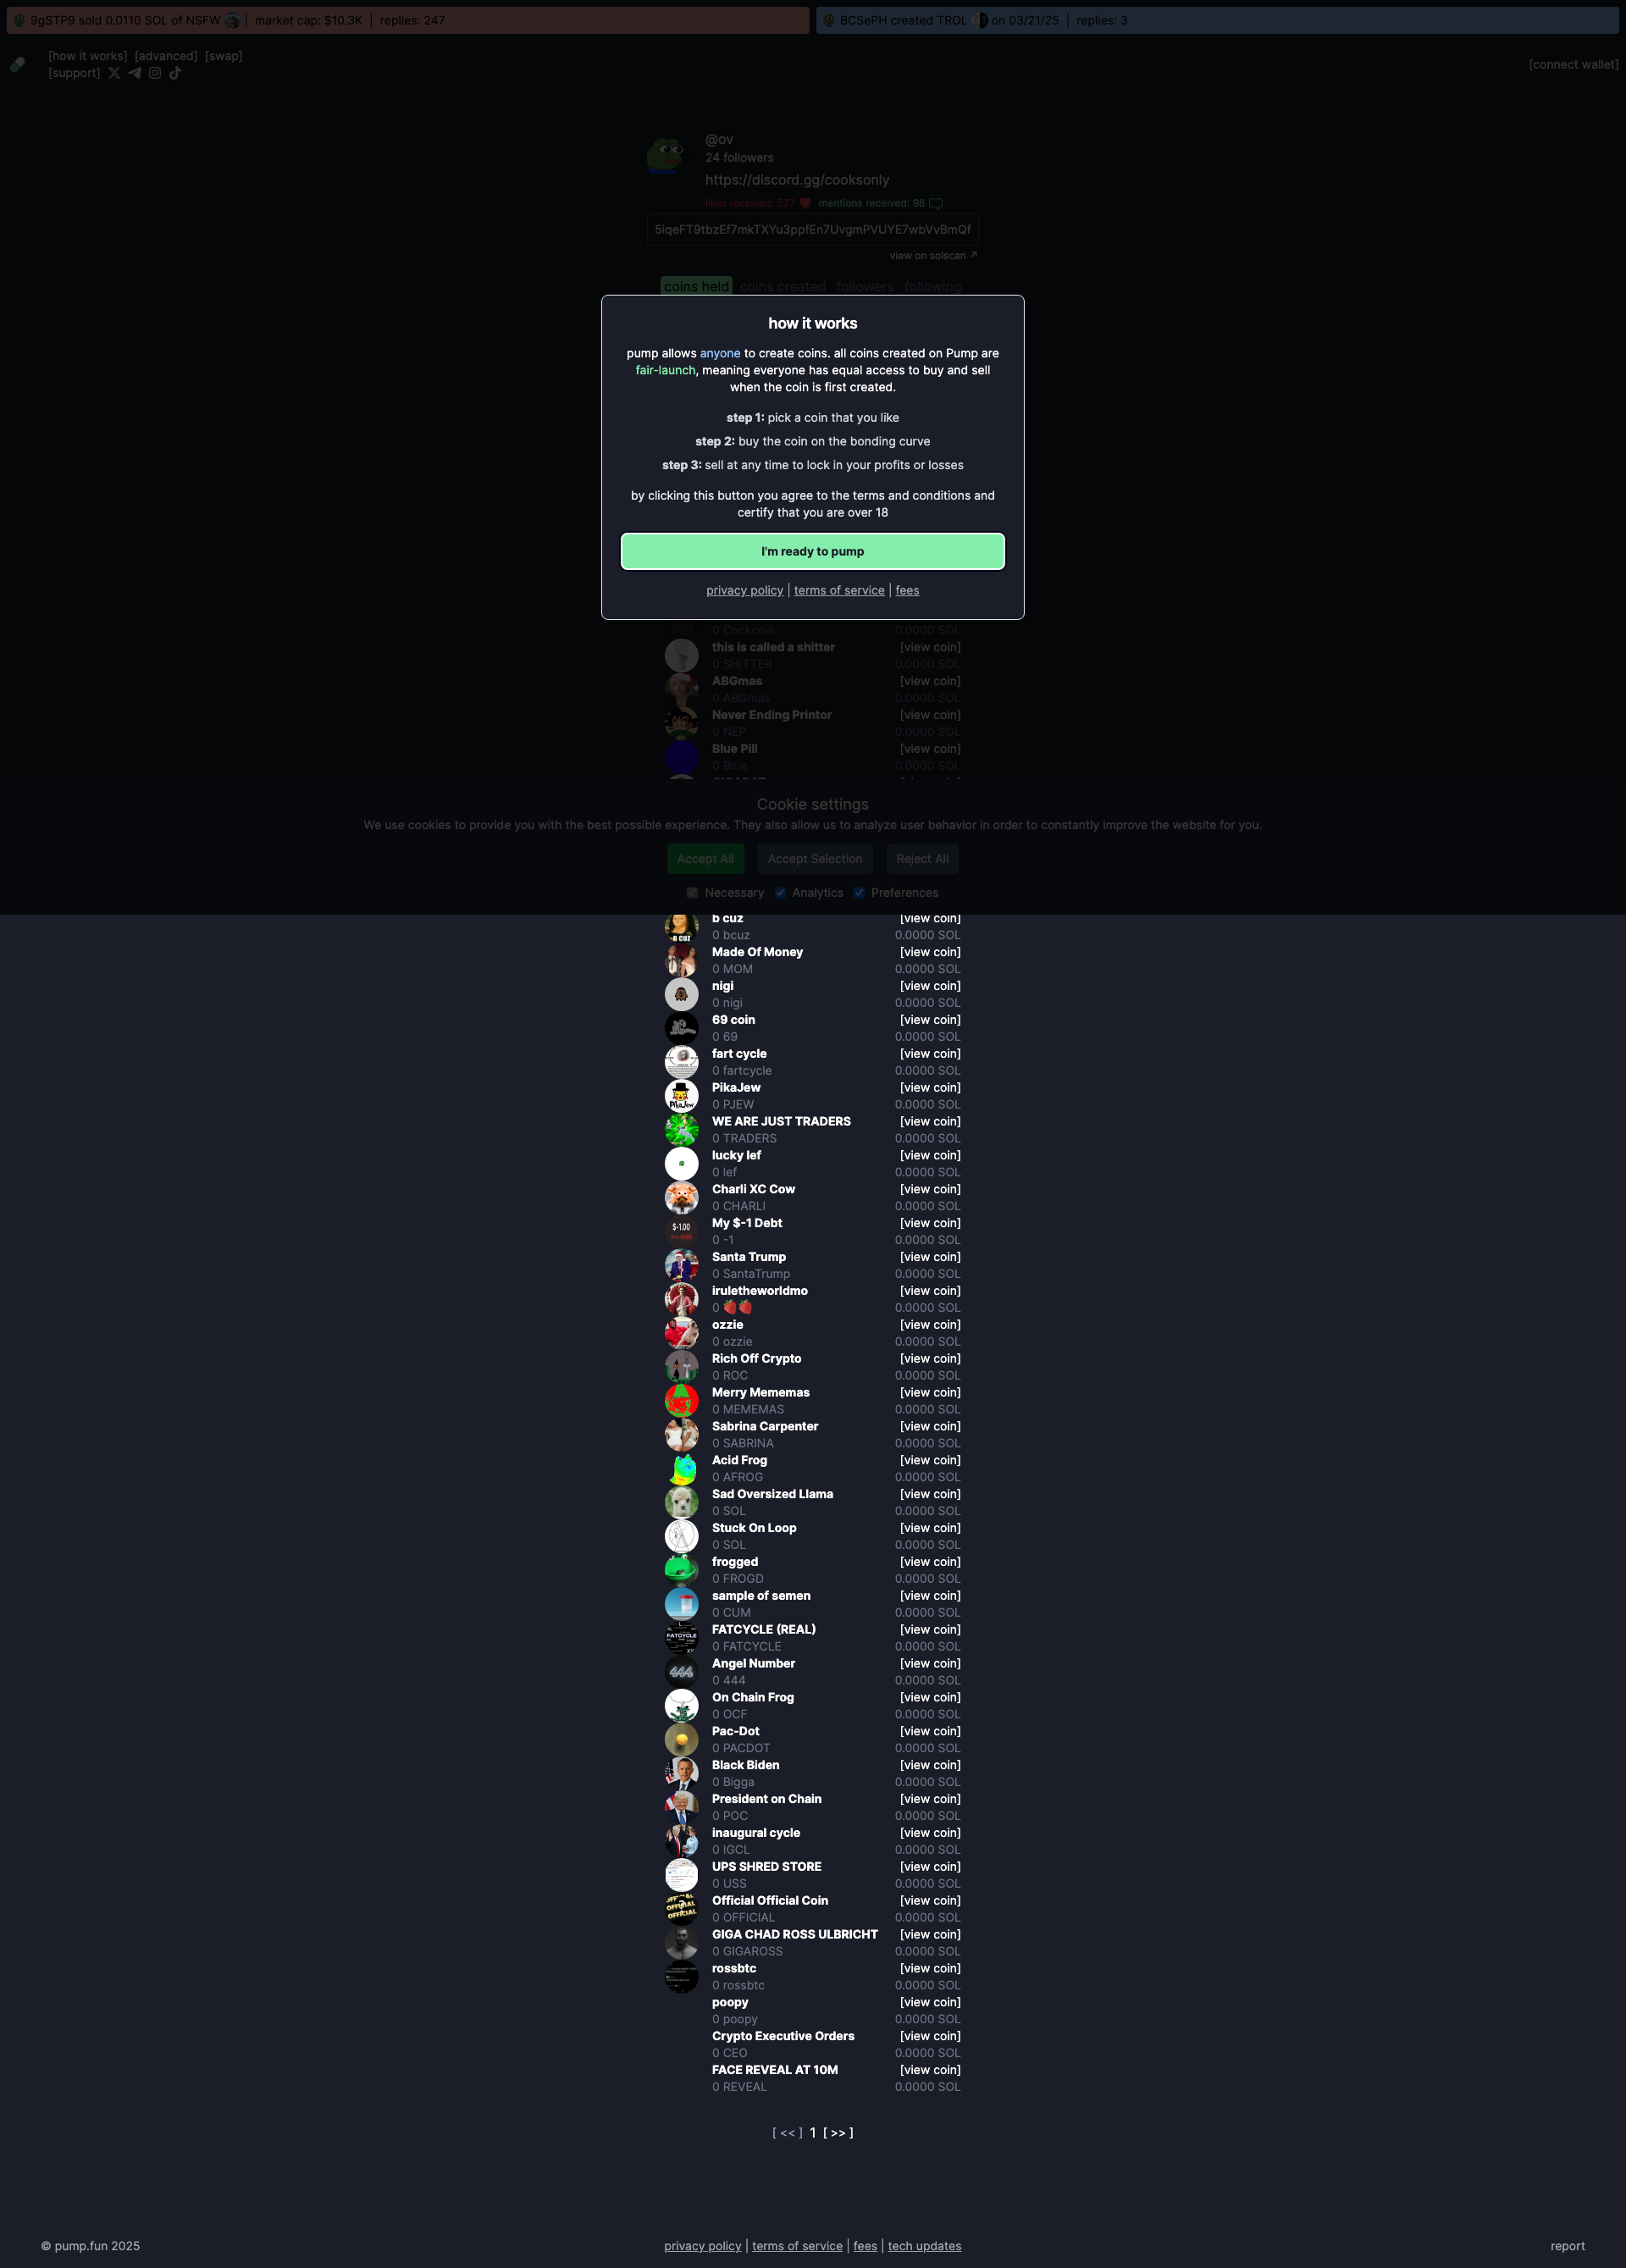 9gSTP9 sold 0.0110 SOL of NSFW | market cap: $10.3K | replies: 247
BCSePH created TROL on 03/21/25 | replies: 3
[how it works] [advanced] [swap]
[support]
[connect wallet]
@ov
24 followers
https://discord.gg/cooksonly
likes received: 537 mentions received: 98
5iqeFT9tbzEf7mkTXYu3ppfEn7UvgmPVUYE7wbVvBmQf
view on solscan ↗
coins held coins created followers following
how it works
pump allows anyone to create coins. all coins created on Pump are
fair-launch, meaning everyone has equal access to buy and sell
when the coin is first created.
step 1: pick a coin that you like
step 2: buy the coin on the bonding curve
step 3: sell at any time to lock in your profits or losses
by clicking this button you agree to the terms and conditions and
certify that you are over 18
I'm ready to pump
privacy policy | terms of service | fees
0 Cockcoin 0.0000 SOL
this is called a shitter [view coin]
0 SHITTER 0.0000 SOL
ABGmas [view coin]
0 ABGmas 0.0000 SOL
Never Ending Printor [view coin]
0 NEP 0.0000 SOL
Blue Pill [view coin]
0 Blue 0.0000 SOL
Cookie settings
We use cookies to provide you with the best possible experience. They also allow us to analyze user behavior in order to constantly improve the website for you.
Accept All Accept Selection Reject All
Necessary Analytics Preferences
b cuz [view coin]
0 bcuz 0.0000 SOL
Made Of Money [view coin]
0 MOM 0.0000 SOL
nigi [view coin]
0 nigi 0.0000 SOL
69 coin [view coin]
0 69 0.0000 SOL
fart cycle [view coin]
0 fartcycle 0.0000 SOL
PikaJew [view coin]
0 PJEW 0.0000 SOL
WE ARE JUST TRADERS [view coin]
0 TRADERS 0.0000 SOL
lucky lef [view coin]
0 lef 0.0000 SOL
Charli XC Cow [view coin]
0 CHARLI 0.0000 SOL
My $-1 Debt [view coin]
0 -1 0.0000 SOL
Santa Trump [view coin]
0 SantaTrump 0.0000 SOL
iruletheworldmo [view coin]
0 🍓🍓 0.0000 SOL
ozzie [view coin]
0 ozzie 0.0000 SOL
Rich Off Crypto [view coin]
0 ROC 0.0000 SOL
Merry Mememas [view coin]
0 MEMEMAS 0.0000 SOL
Sabrina Carpenter [view coin]
0 SABRINA 0.0000 SOL
Acid Frog [view coin]
0 AFROG 0.0000 SOL
Sad Oversized Llama [view coin]
0 SOL 0.0000 SOL
Stuck On Loop [view coin]
0 SOL 0.0000 SOL
frogged [view coin]
0 FROGD 0.0000 SOL
sample of semen [view coin]
0 CUM 0.0000 SOL
FATCYCLE (REAL) [view coin]
0 FATCYCLE 0.0000 SOL
Angel Number [view coin]
0 444 0.0000 SOL
On Chain Frog [view coin]
0 OCF 0.0000 SOL
Pac-Dot [view coin]
0 PACDOT 0.0000 SOL
Black Biden [view coin]
0 Bigga 0.0000 SOL
President on Chain [view coin]
0 POC 0.0000 SOL
inaugural cycle [view coin]
0 IGCL 0.0000 SOL
UPS SHRED STORE [view coin]
0 USS 0.0000 SOL
Official Official Coin [view coin]
0 OFFICIAL 0.0000 SOL
GIGA CHAD ROSS ULBRICHT [view coin]
0 GIGAROSS 0.0000 SOL
rossbtc [view coin]
0 rossbtc 0.0000 SOL
poopy [view coin]
0 poopy 0.0000 SOL
Crypto Executive Orders [view coin]
0 CEO 0.0000 SOL
FACE REVEAL AT 10M [view coin]
0 REVEAL 0.0000 SOL
[ << ] 1 [ >> ]
© pump.fun 2025
privacy policy | terms of service | fees | tech updates
report